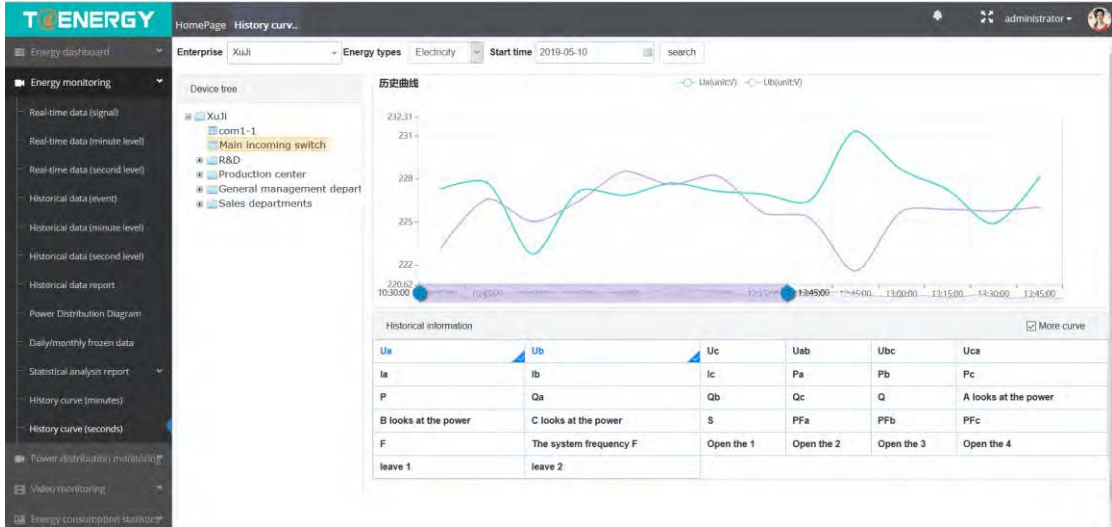 T@ENERGY
HomePage History curv..
administrator
Energy dashboard
Energy monitoring
Real-time data (signal)
Real-time data (minute level)
Real-time data (second level)
Historical data (event)
Historical data (minute level)
Historical data (second level)
Historical data report
Power Distribution Diagram
Daily/monthly frozen data
Statistical analysis report
History curve (minutes)
History curve (seconds)
Power distribution monitoring
Video monitoring
Energy consumption statistics
Enterprise XuJi Energy types Electricity Start time 2019-05-10 search
Device tree
XuJi
com1-1
Main incoming switch
R&D
Production center
General management depart
Sales departments
历史曲线
Ua(unit:V) Ub(unit:V)
232.31
231
228
225
222
220.62
10:30:00 13:45:00 13:00:00 13:15:00 13:30:00 13:45:00
Historical information More curve
Ua Ub Uc Uab Ubc Uca
Ia Ib Ic Pa Pb Pc
P Qa Qb Qc Q A looks at the power
B looks at the power C looks at the power S PFa PFb PFc
F The system frequency F Open the 1 Open the 2 Open the 3 Open the 4
leave 1 leave 2